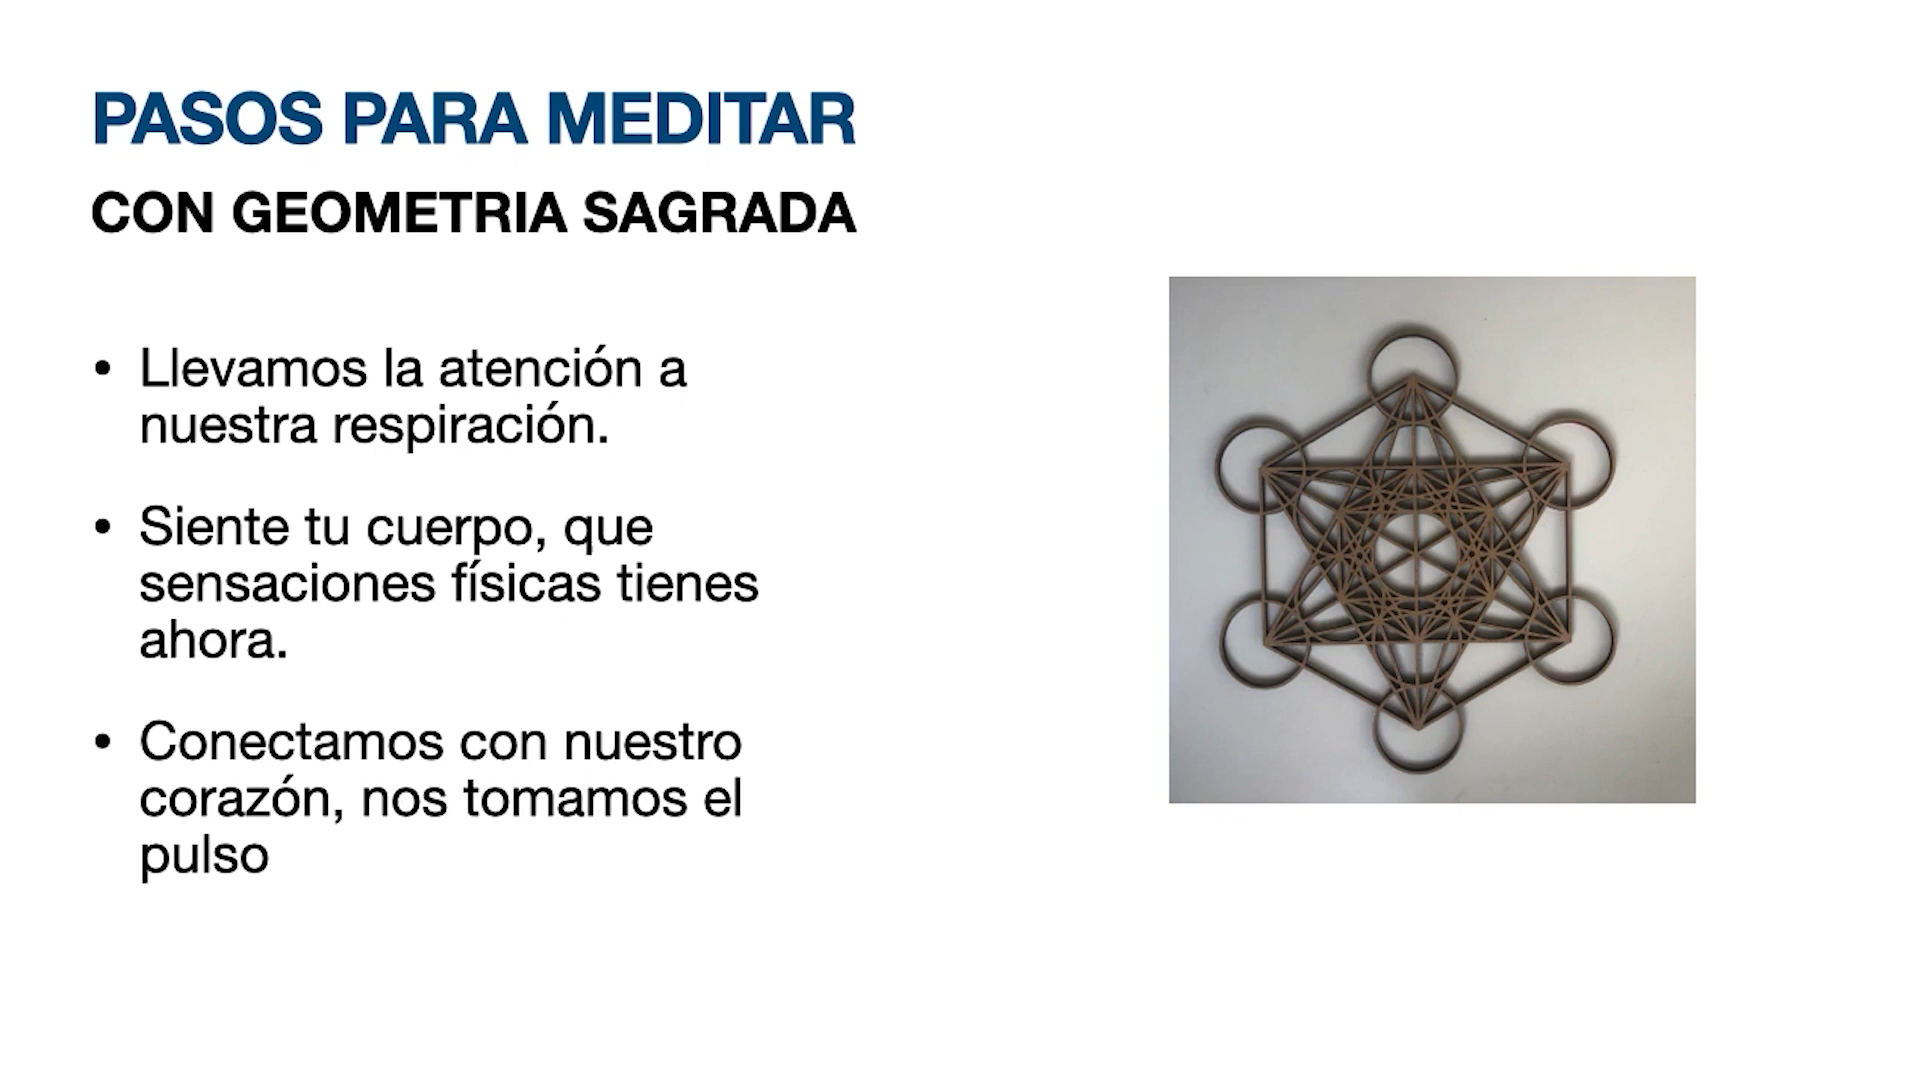 PASOS PARA MEDITAR
CON GEOMETRIA SAGRADA
• Llevamos la atención a
nuestra respiración.
• Siente tu cuerpo, que
sensaciones físicas tienes
ahora.
• Conectamos con nuestro
corazón, nos tomamos el
pulso